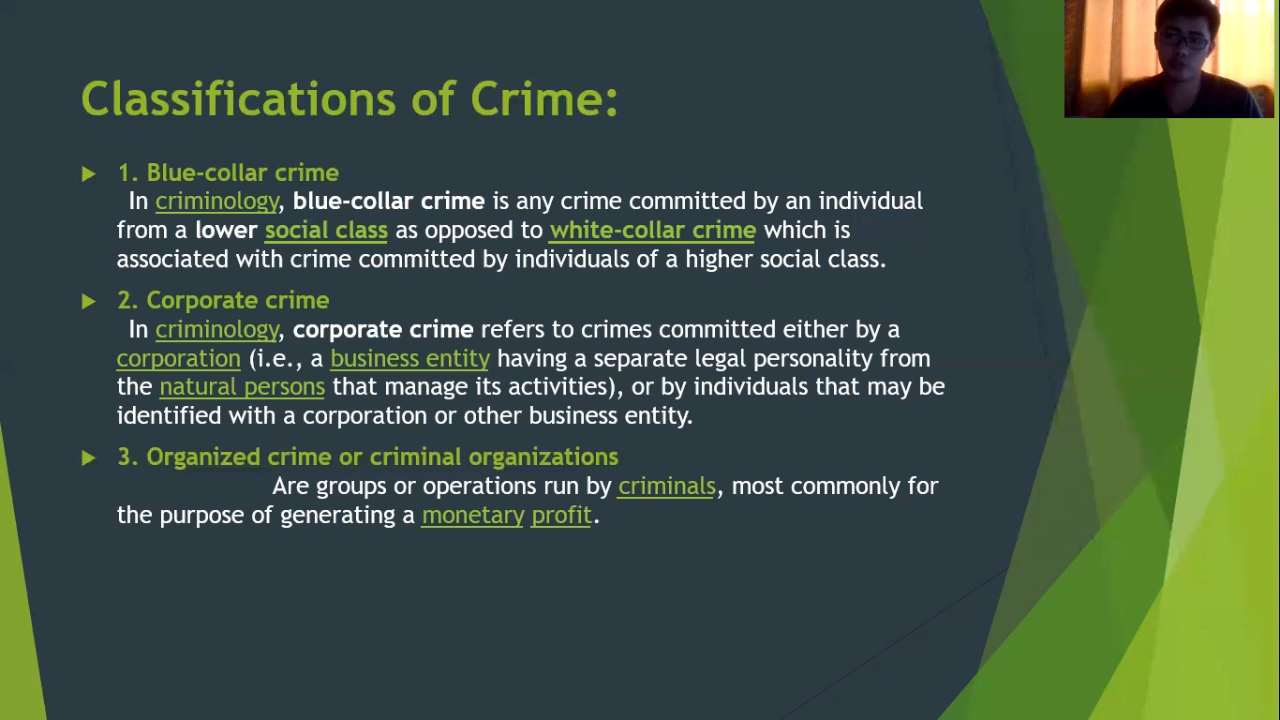 Classifications of Crime:
1. Blue-collar crime
In criminology, blue-collar crime is any crime committed by an individual
from a lower social class as opposed to white-collar crime which is
associated with crime committed by individuals of a higher social class.
2. Corporate crime
In criminology, corporate crime refers to crimes committed either by a
corporation (i.e., a business entity having a separate legal personality from
the natural persons that manage its activities), or by individuals that may be
identified with a corporation or other business entity.
3. Organized crime or criminal organizations
Are groups or operations run by criminals, most commonly for
the purpose of generating a monetary profit.